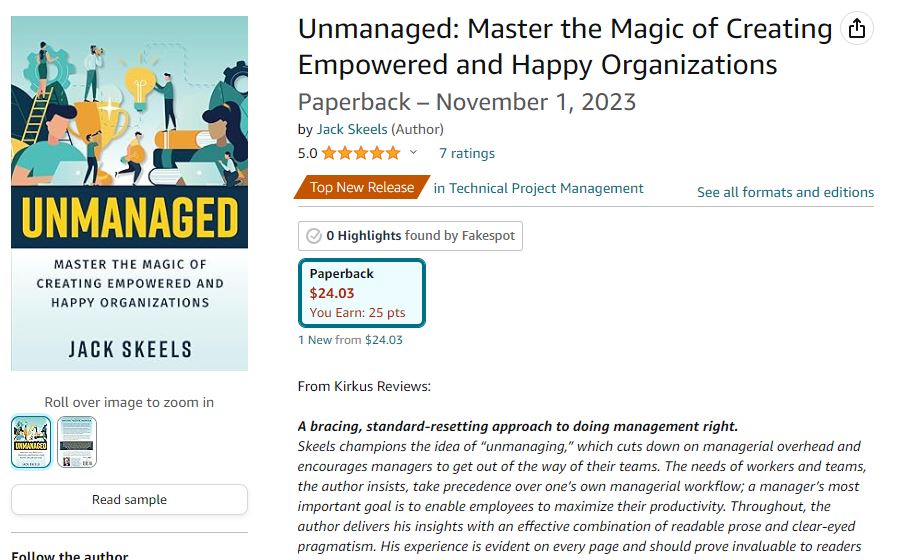 Unmanaged: Master the Magic of Creating
Empowered and Happy Organizations
Paperback – November 1, 2023
by Jack Skeels (Author)
5.0
7 ratings
Top New Release in Technical Project Management
See all formats and editions
0 Highlights found by Fakespot
Paperback
$24.03
You Earn: 25 pts
1 New from $24.03
From Kirkus Reviews:
A bracing, standard-resetting approach to doing management right.
Skeels champions the idea of “unmanaging,” which cuts down on managerial overhead and
encourages managers to get out of the way of their teams. The needs of workers and teams,
the author insists, take precedence over one’s own managerial workflow; a manager’s most
important goal is to enable employees to maximize their productivity. Throughout, the
author delivers his insights with an effective combination of readable prose and clear-eyed
pragmatism. His experience is evident on every page and should prove invaluable to readers
UNMANAGED
MASTER THE MAGIC OF
CREATING EMPOWERED AND
HAPPY ORGANIZATIONS
JACK SKEELS
Roll over image to zoom in
UNMANAGED
Read sample
Follow the author